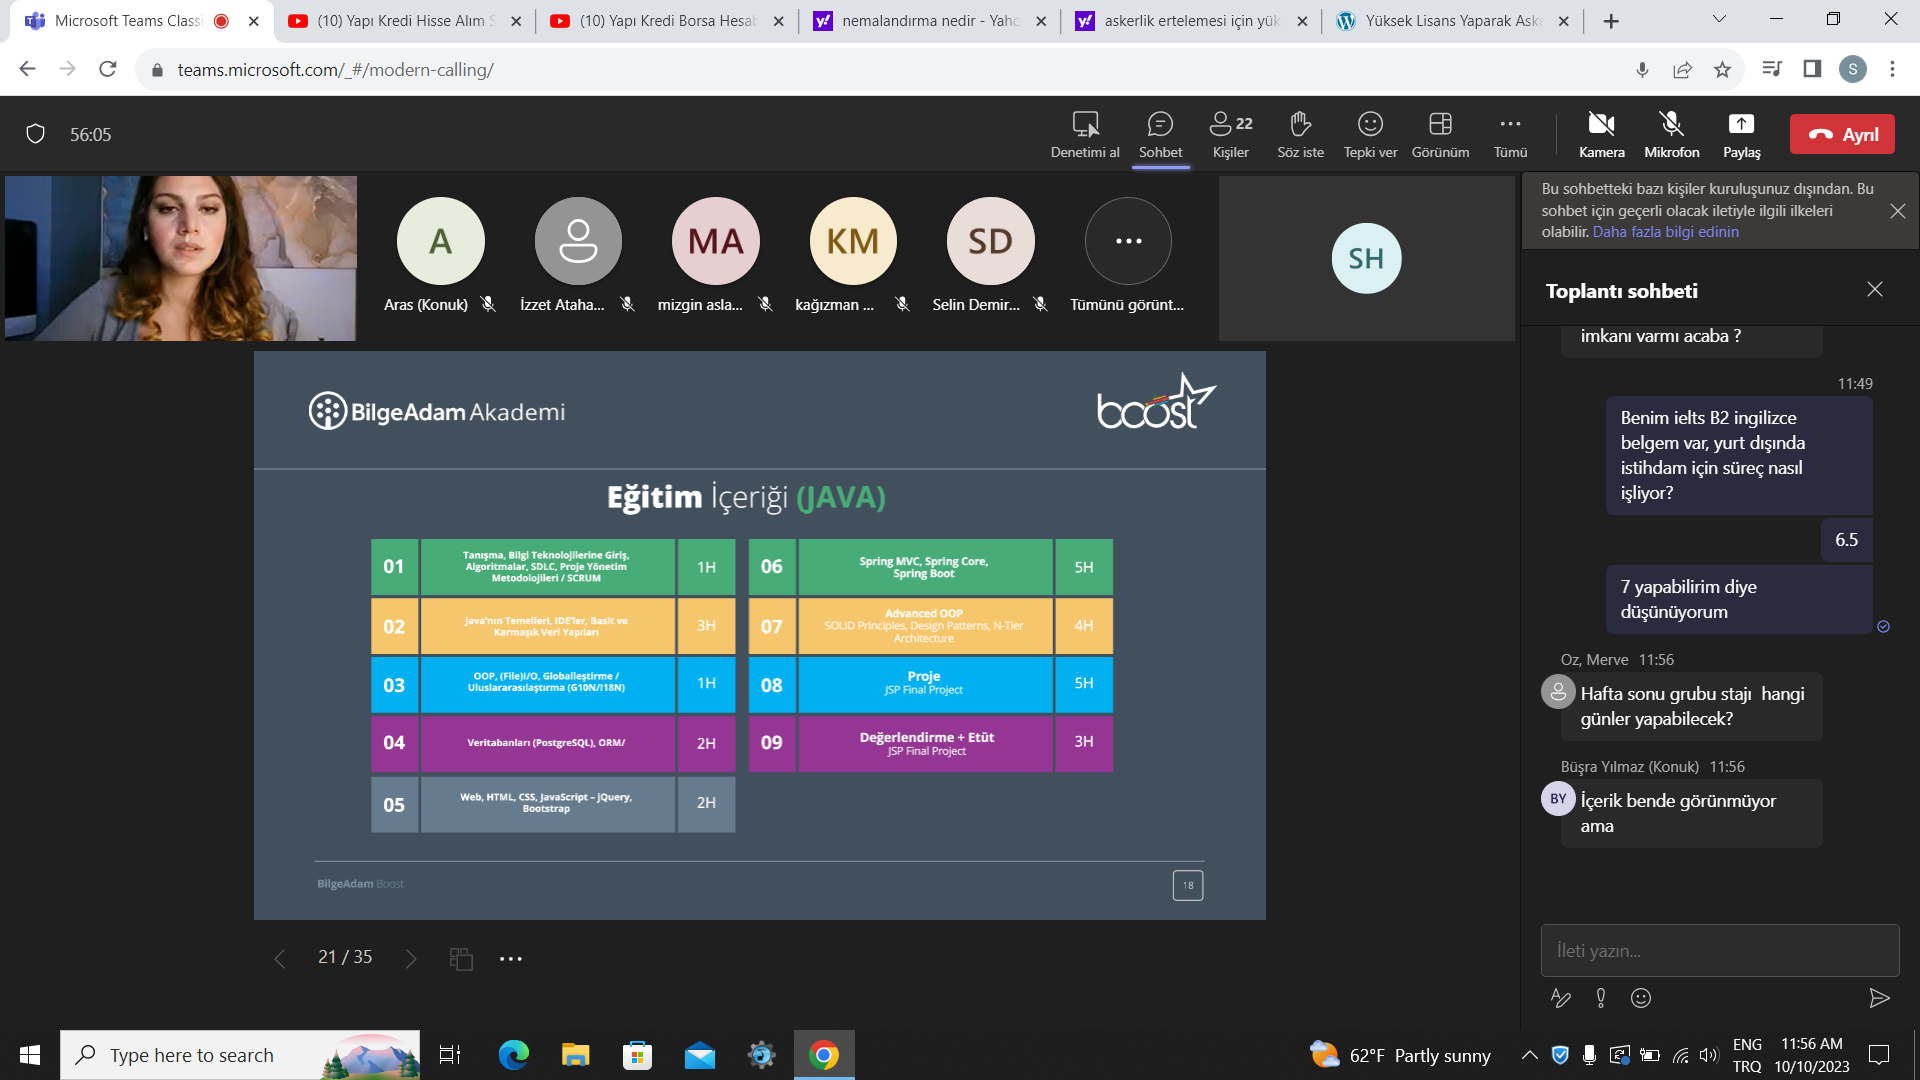 Microsoft Teams Classi
(10) Yapı Kredi Hisse Alım S
(10) Yapı Kredi Borsa Hesab
nemalandırma nedir - Yaho
askerlik ertelemesi için yük
Yüksek Lisans Yaparak Aske
teams.microsoft.com/_#/modern-calling/
S
56:05
Denetimi al
Sohbet
22
Kişiler
Söz iste
Tepki ver
Görünüm
Tümü
Kamera
Mikrofon
Paylaş
Ayrıl
A
Aras (Konuk)
İzzet Ataha...
MA
mizgin asla...
KM
kağızman ...
SD
Selin Demir...
Tümünü görünt...
SH
Bu sohbetteki bazı kişiler kuruluşunuz dışından. Bu
sohbet için geçerli olacak iletiyle ilgili ilkeleri
olabilir. Daha fazla bilgi edinin
Toplantı sohbeti
imkanı varmı acaba ?
11:49
Benim ielts B2 ingilizce
belgem var, yurt dışında
istihdam için süreç nasıl
işliyor?
6.5
7 yapabilirim diye
düşünüyorum
Oz, Merve 11:56
Hafta sonu grubu stajı hangi
günler yapabilecek?
Büşra Yılmaz (Konuk) 11:56
BY
İçerik bende görünmüyor
ama
İleti yazın...
BilgeAdam Akademi
boost
Eğitim İçeriği (JAVA)
01
Tanışma, Bilgi Teknolojilerine Giriş,
Algoritmalar, SDLC, Proje Yönetim
Metodolojileri / SCRUM
1H
02
Java'nın Temelleri, IDE'ler, Basit ve
Karmaşık Veri Yapıları
3H
03
OOP, (File)I/O, Globalleştirme /
Uluslararasılaştırma (G10N/I18N)
1H
04
Veritabanları (PostgreSQL), ORM/
2H
05
Web, HTML, CSS, JavaScript – jQuery,
Bootstrap
2H
06
Spring MVC, Spring Core,
Spring Boot
5H
07
Advanced OOP
SOLID Principles, Design Patterns, N-Tier
Architecture
4H
08
Proje
JSP Final Project
5H
09
Değerlendirme + Etüt
JSP Final Project
3H
BilgeAdam Boost
18
21 / 35
Type here to search
62°F Partly sunny
ENG
TRQ
11:56 AM
10/10/2023